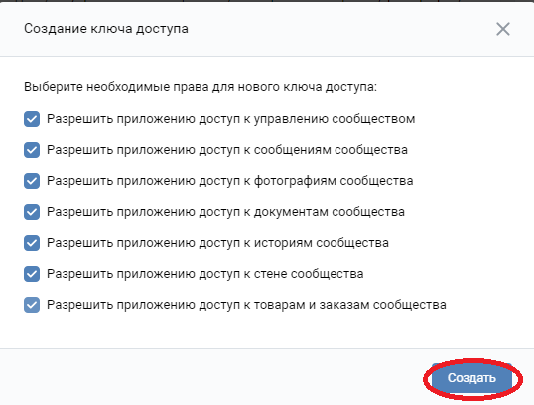 Создание ключа доступа
Выберите необходимые права для нового ключа доступа:
Разрешить приложению доступ к управлению сообществом
Разрешить приложению доступ к сообщениям сообщества
Разрешить приложению доступ к фотографиям сообщества
Разрешить приложению доступ к документам сообщества
Разрешить приложению доступ к историям сообщества
Разрешить приложению доступ к стене сообщества
Разрешить приложению доступ к товарам и заказам сообщества
Создать